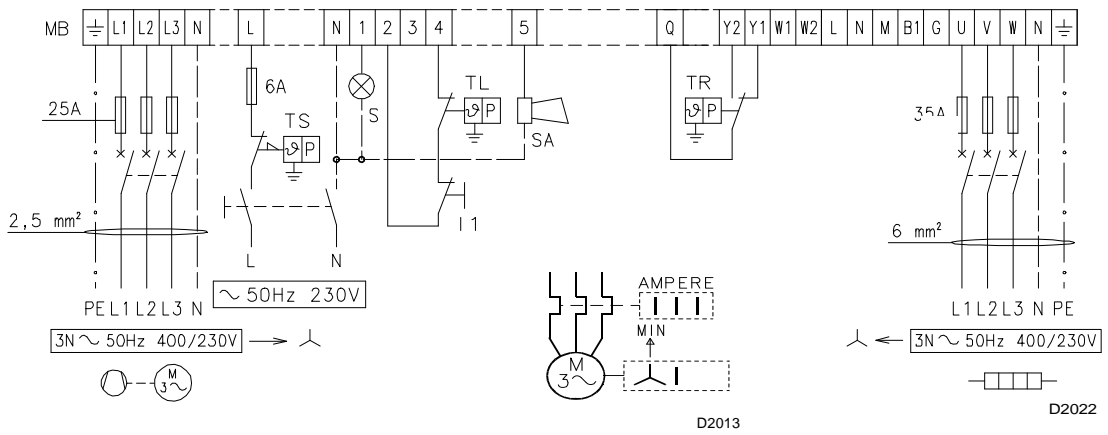 MB ⏚ L1 L2 L3 N L N 1 2 3 4 5 Q Y2 Y1 W1 W2 L N M B1 G U V W N ⏚
25A
6A
TS
ϑ P
S
TL
ϑ P
SA
TR
ϑ P
35A
2,5 mm²
I1
6 mm²
L N
PE L1 L2 L3 N
∼ 50Hz 230V
AMPERE
MIN
L1 L2 L3 N PE
3N ∼ 50Hz 400/230V
3N ∼ 50Hz 400/230V
M
3∼
M
3∼
D2013
D2022